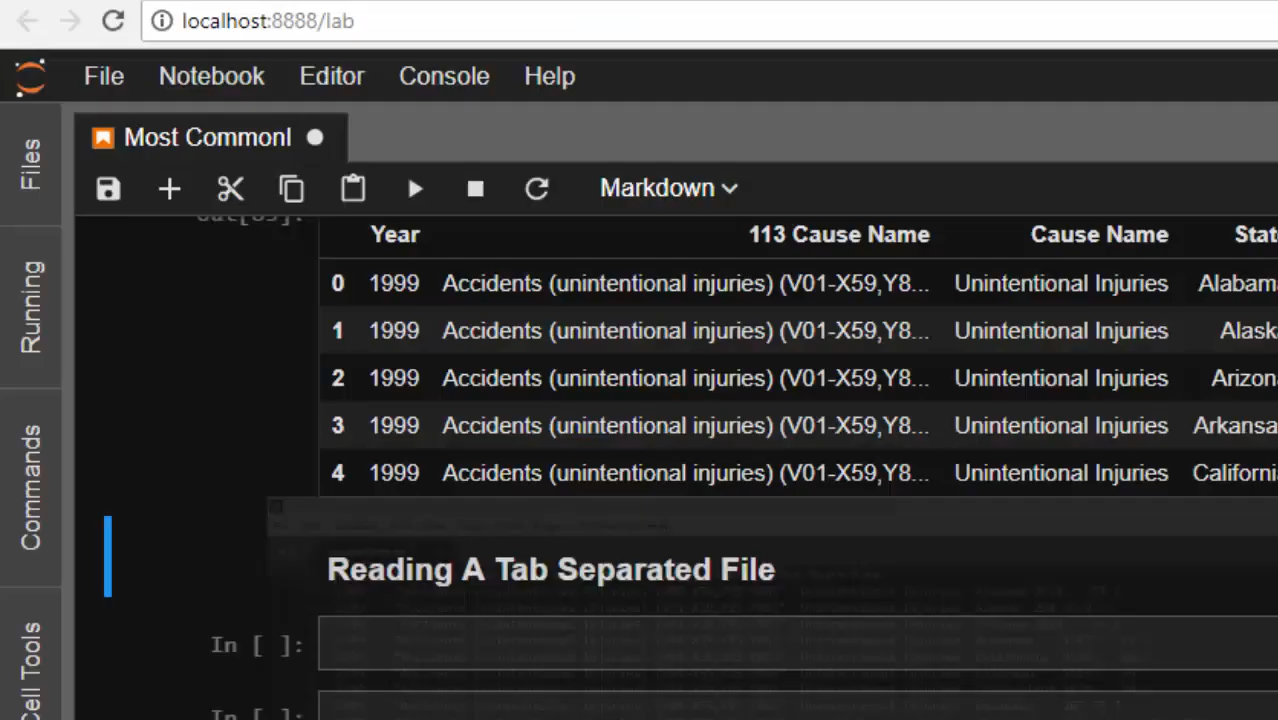 localhost:8888/lab
File Notebook Editor Console Help
Files
Most Commonl
Markdown
Year 113 Cause Name Cause Name Stat
0 1999 Accidents (unintentional injuries) (V01-X59,Y8... Unintentional Injuries Alabam
1 1999 Accidents (unintentional injuries) (V01-X59,Y8... Unintentional Injuries Alask
2 1999 Accidents (unintentional injuries) (V01-X59,Y8... Unintentional Injuries Arizon
3 1999 Accidents (unintentional injuries) (V01-X59,Y8... Unintentional Injuries Arkansa
4 1999 Accidents (unintentional injuries) (V01-X59,Y8... Unintentional Injuries Californi
Running
Commands
Reading A Tab Separated File
In [ ]:
Cell Tools
In [ ]: